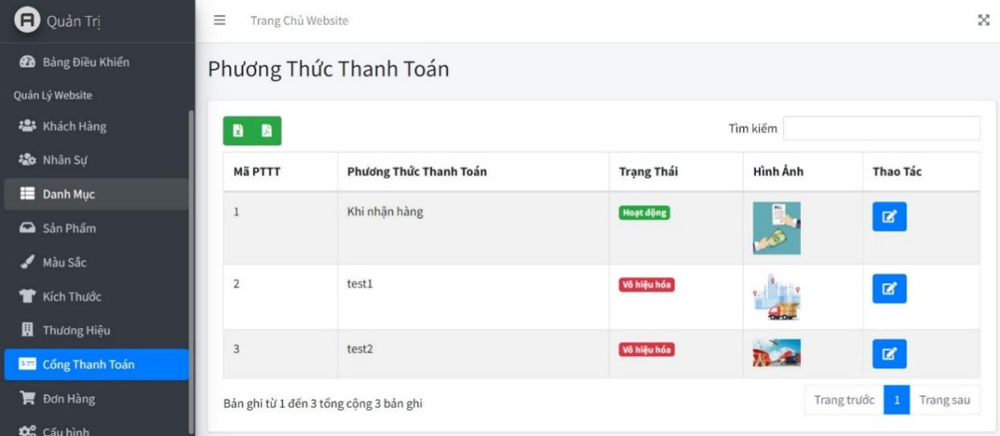 Quản Trị
Trang Chủ Website
Bảng Điều Khiển
Quản Lý Website
Khách Hàng
Nhân Sự
Danh Mục
Sản Phẩm
Màu Sắc
Kích Thước
Thương Hiệu
Cổng Thanh Toán
Đơn Hàng
Cấu hình
Phương Thức Thanh Toán
Tìm kiếm
Mã PTTT Phương Thức Thanh Toán Trạng Thái Hình Ảnh Thao Tác
1 Khi nhận hàng Hoạt động BILL
2 test1 Vô hiệu hóa
3 test2 Vô hiệu hóa
Bản ghi từ 1 đến 3 tổng cộng 3 bản ghi
Trang trước 1 Trang sau